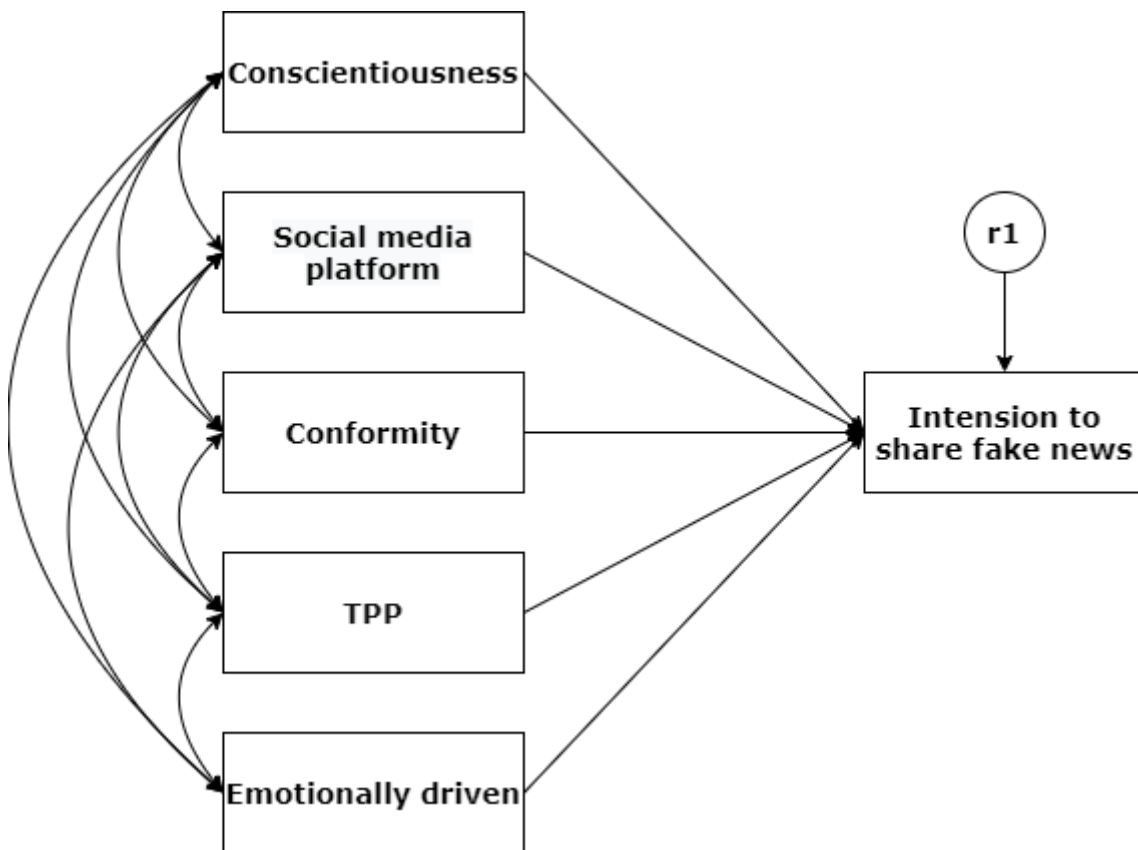 Conscientiousness
Social media
platform
Conformity
TPP
Emotionally driven
r1
Intension to
share fake news